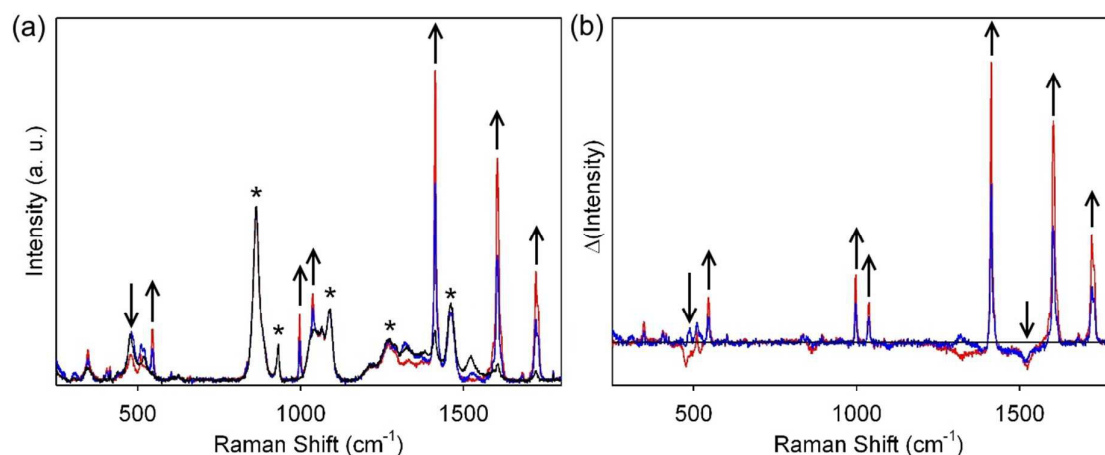 (a)
Intensity (a. u.)
*
*
*
*
*
500
1000
1500
Raman Shift (cm⁻¹)
(b)
Δ(Intensity)
500
1000
1500
Raman Shift (cm⁻¹)